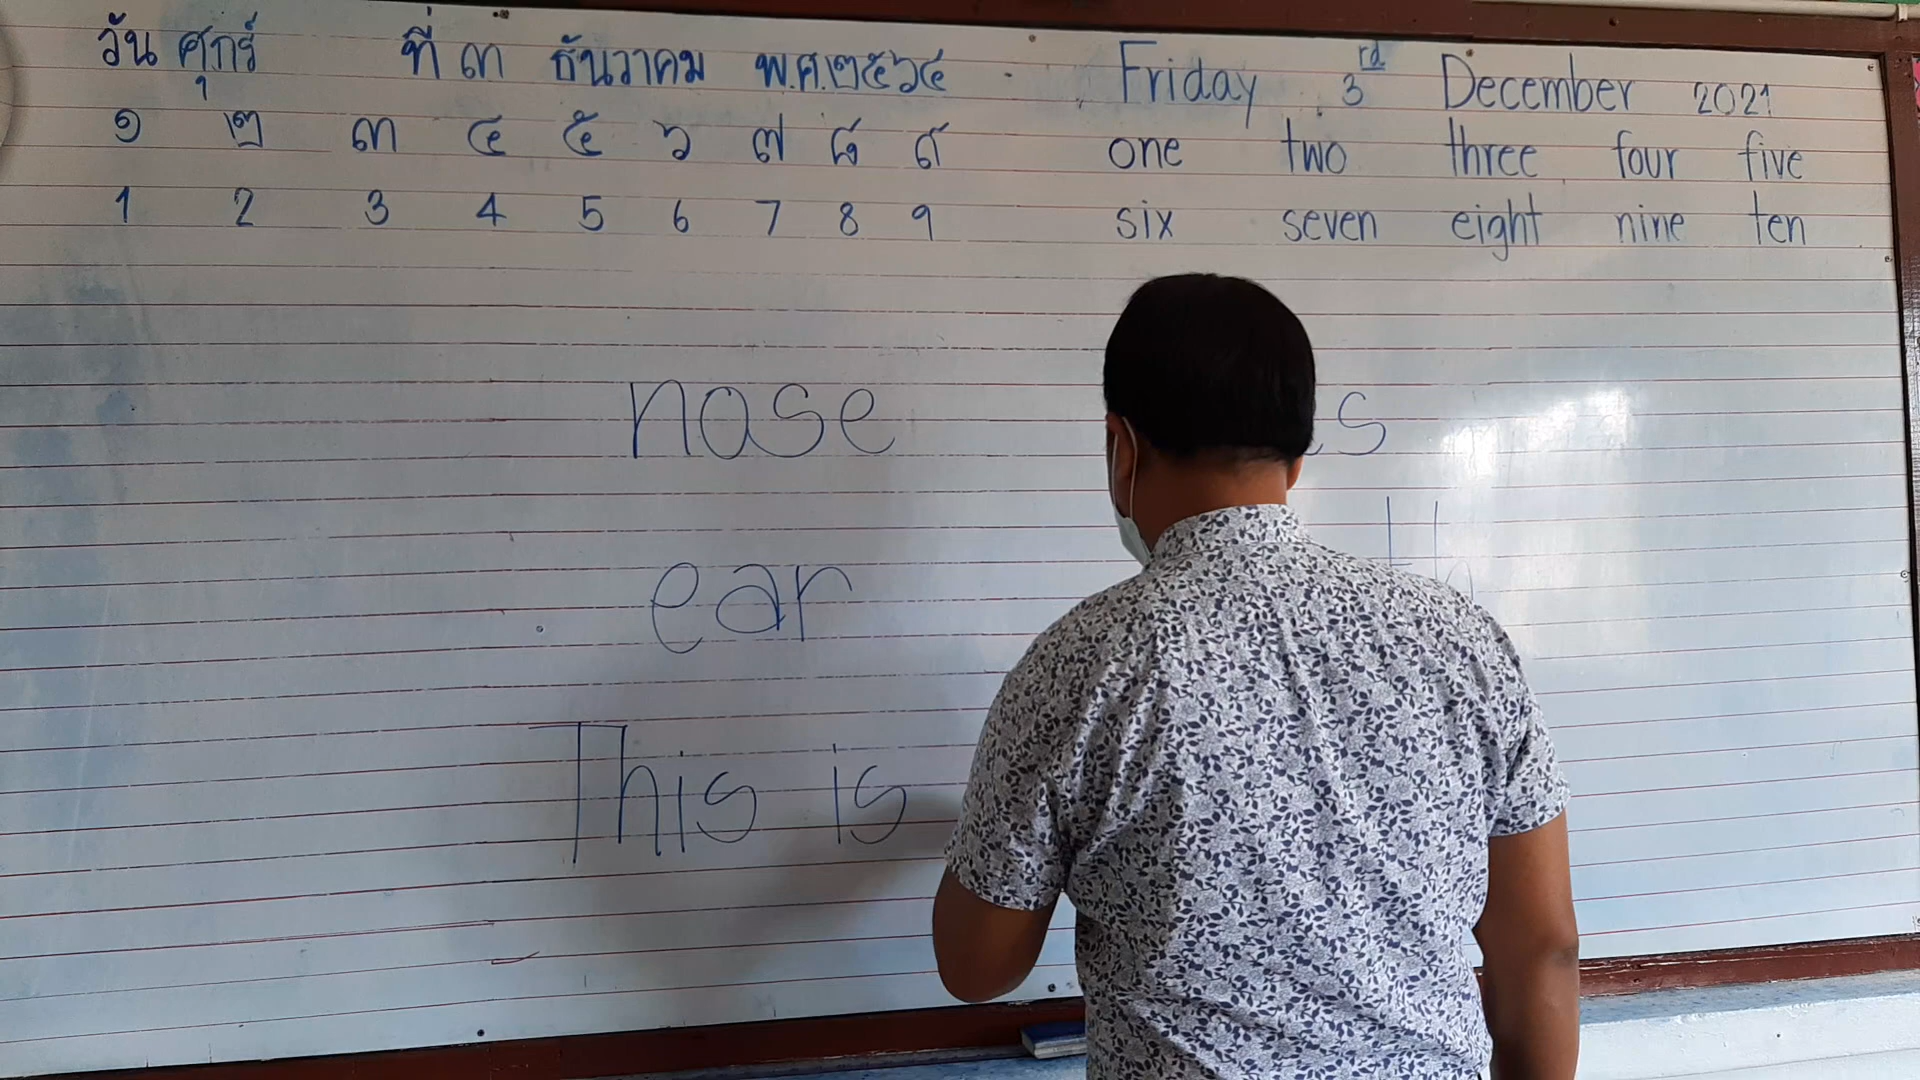 วันศุกร์ ที่ ๓ ธันวาคม พ.ศ.๒๕๖๔ Friday 3rd December 2021
๑ ๒ ๓ ๔ ๕ ๖ ๗ ๘ ๙ one two three four five
1 2 3 4 5 6 7 8 9 six seven eight nine ten
nose
ear
This is